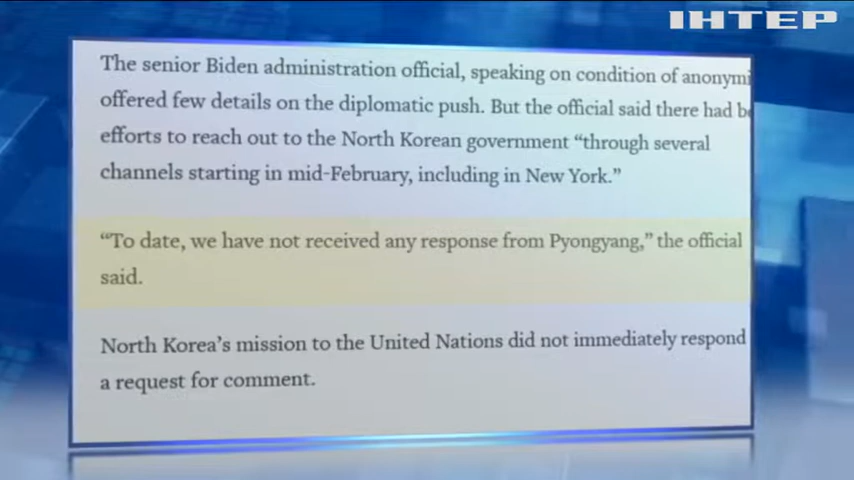 ІНТЕР
The senior Biden administration official, speaking on condition of anonymi
offered few details on the diplomatic push. But the official said there had be
efforts to reach out to the North Korean government “through several
channels starting in mid-February, including in New York.”
“To date, we have not received any response from Pyongyang,” the official
said.
North Korea’s mission to the United Nations did not immediately respond
a request for comment.